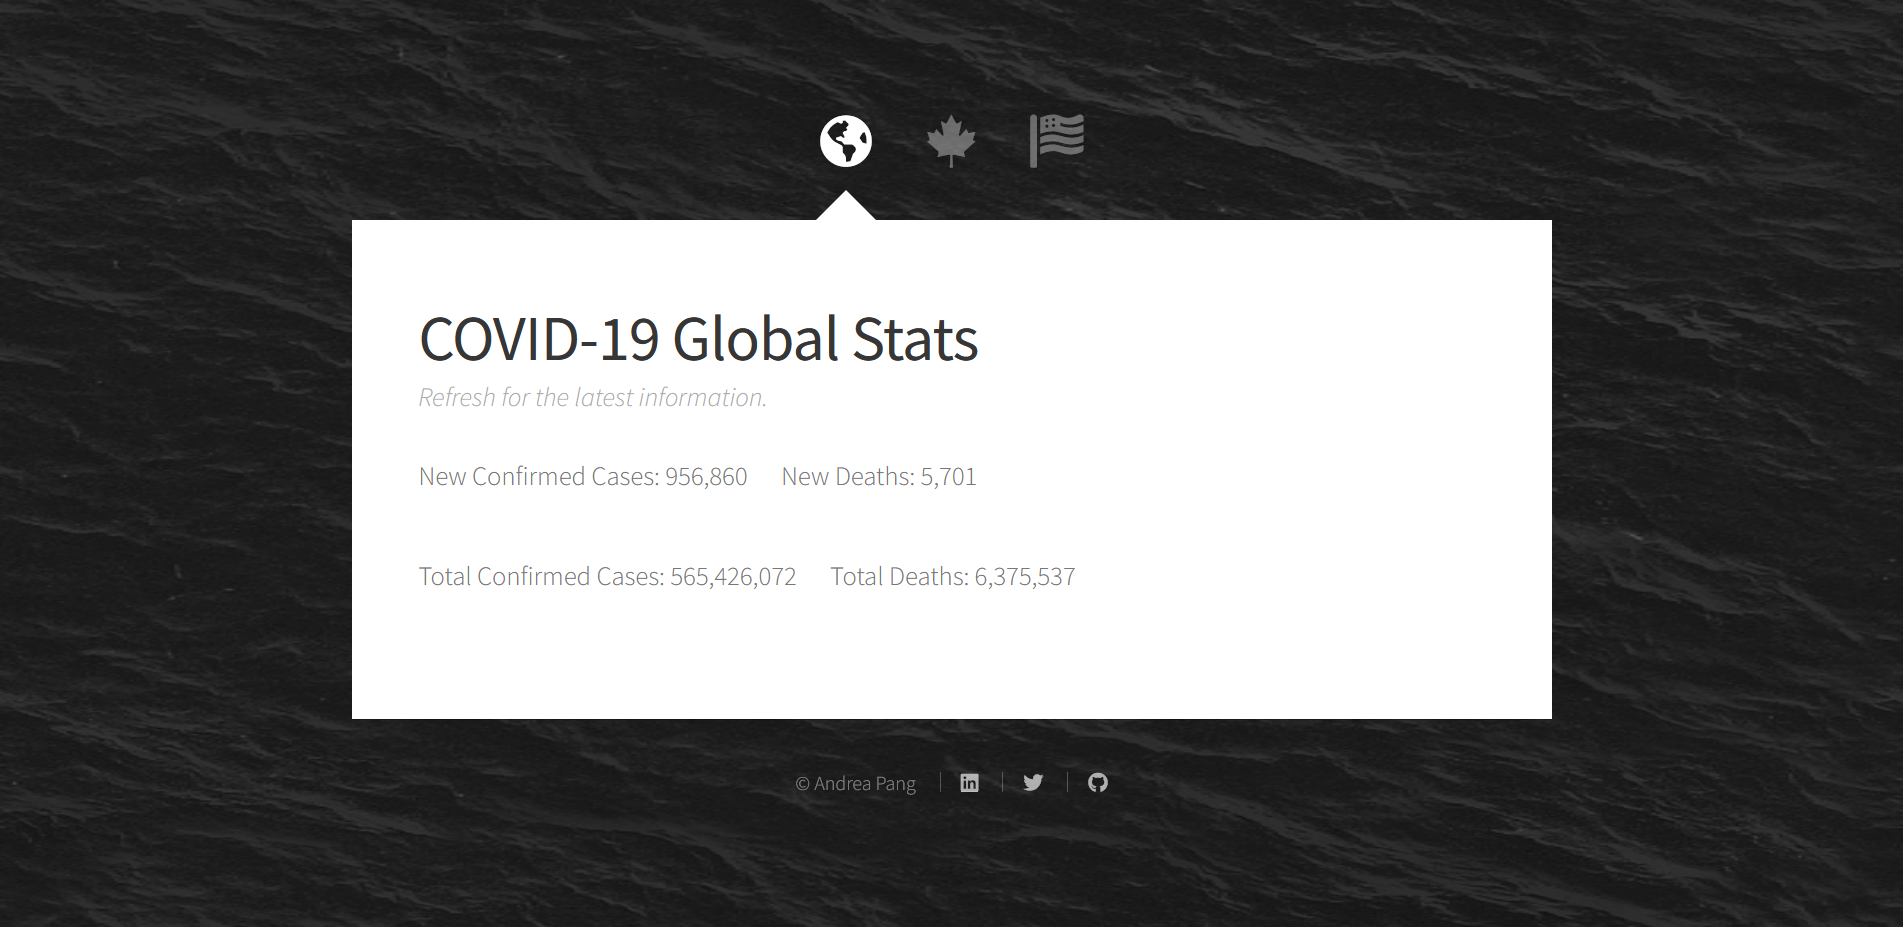 COVID-19 Global Stats
Refresh for the latest information.
New Confirmed Cases: 956,860 New Deaths: 5,701
Total Confirmed Cases: 565,426,072 Total Deaths: 6,375,537
© Andrea Pang